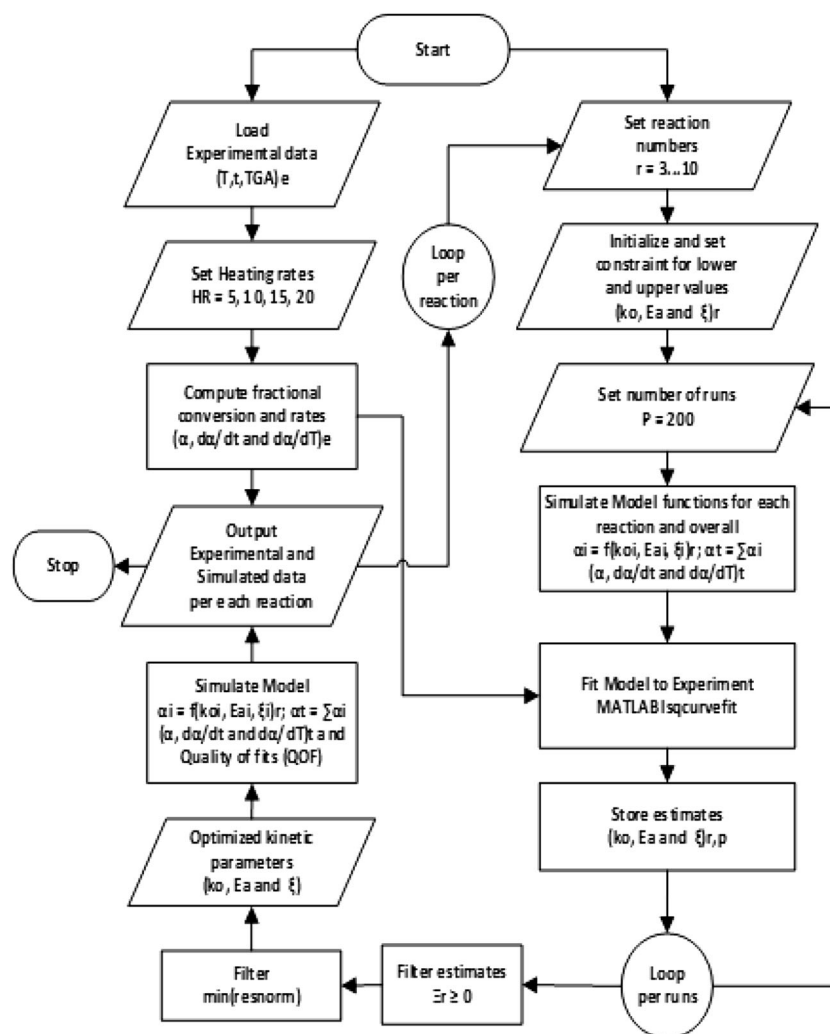 Start
Load
Experimental data
(T,t,TGA)e
Set Heating rates
HR = 5, 10, 15, 20
Compute fractional
conversion and rates
(α, dα/dt and dα/dT)e
Output
Experimental and
Simulated data
per each reaction
Stop
Simulate Model
αi = f(koi, Eai, ξi)r; αt = ∑αi
(α, dα/dt and dα/dT)t and
Quality of fits (QOF)
Optimized kinetic
parameters
(ko, Ea and ξ)
Filter
min(resnorm)
Filter estimates
Ξr ≥ 0
Loop
per
reaction
Set reaction
numbers
r = 3...10
Initialize and set
constraint for lower
and upper values
(ko, Ea and ξ)r
Set number of runs
P = 200
Simulate Model functions for each
reaction and overall
αi = f(koi, Eai, ξi)r; αt = ∑αi
(α, dα/dt and dα/dT)t
Fit Model to Experiment
MATLAB lsqcurvefit
Store estimates
(ko, Ea and ξ)r,p
Loop
per runs